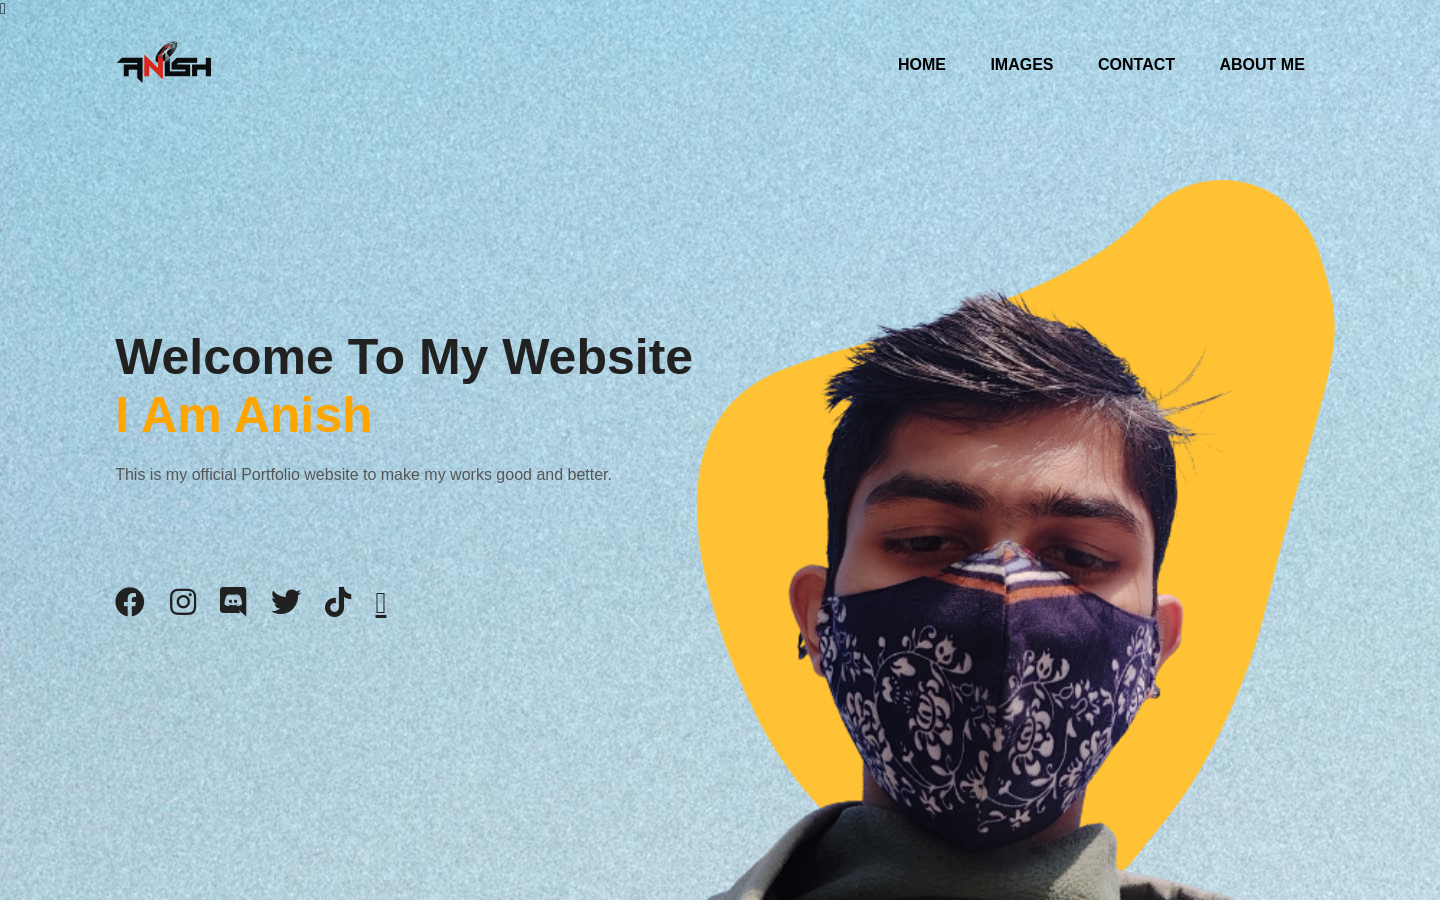 ANISH
HOME
IMAGES
CONTACT
ABOUT ME
Welcome To My Website
I Am Anish
This is my official Portfolio website to make my works good and better.